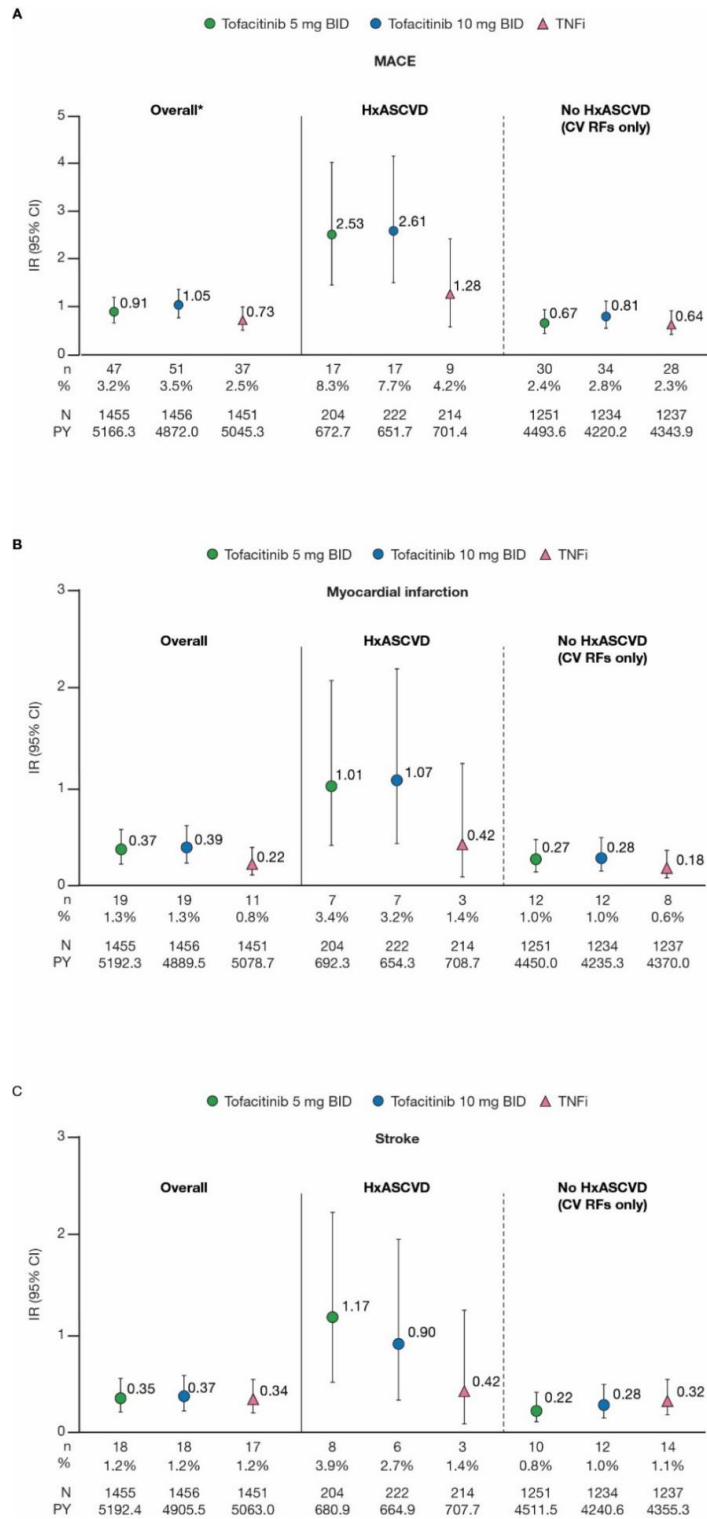 A
Tofacitinib 5 mg BID Tofacitinib 10 mg BID TNFi
MACE
Overall* HxASCVD No HxASCVD
(CV RFs only)
IR (95% CI)
5
4
3
2
1
0
0.91 1.05 0.73 2.53 2.61 1.28 0.67 0.81 0.64
n 47 51 37 17 17 9 30 34 28
% 3.2% 3.5% 2.5% 8.3% 7.7% 4.2% 2.4% 2.8% 2.3%
N 1455 1456 1451 204 222 214 1251 1234 1237
PY 5166.3 4872.0 5045.3 672.7 651.7 701.4 4493.6 4220.2 4343.9
B
Tofacitinib 5 mg BID Tofacitinib 10 mg BID TNFi
Myocardial infarction
Overall HxASCVD No HxASCVD
(CV RFs only)
IR (95% CI)
3
2
1
0
0.37 0.39 0.22 1.01 1.07 0.42 0.27 0.28 0.18
n 19 19 11 7 7 3 12 12 8
% 1.3% 1.3% 0.8% 3.4% 3.2% 1.4% 1.0% 1.0% 0.6%
N 1455 1456 1451 204 222 214 1251 1234 1237
PY 5192.3 4889.5 5078.7 692.3 654.3 708.7 4450.0 4235.3 4370.0
C
Tofacitinib 5 mg BID Tofacitinib 10 mg BID TNFi
Stroke
Overall HxASCVD No HxASCVD
(CV RFs only)
IR (95% CI)
3
2
1
0
0.35 0.37 0.34 1.17 0.90 0.42 0.22 0.28 0.32
n 18 18 17 8 6 3 10 12 14
% 1.2% 1.2% 1.2% 3.9% 2.7% 1.4% 0.8% 1.0% 1.1%
N 1455 1456 1451 204 222 214 1251 1234 1237
PY 5192.4 4905.5 5063.0 680.9 664.9 707.7 4511.5 4240.6 4355.3